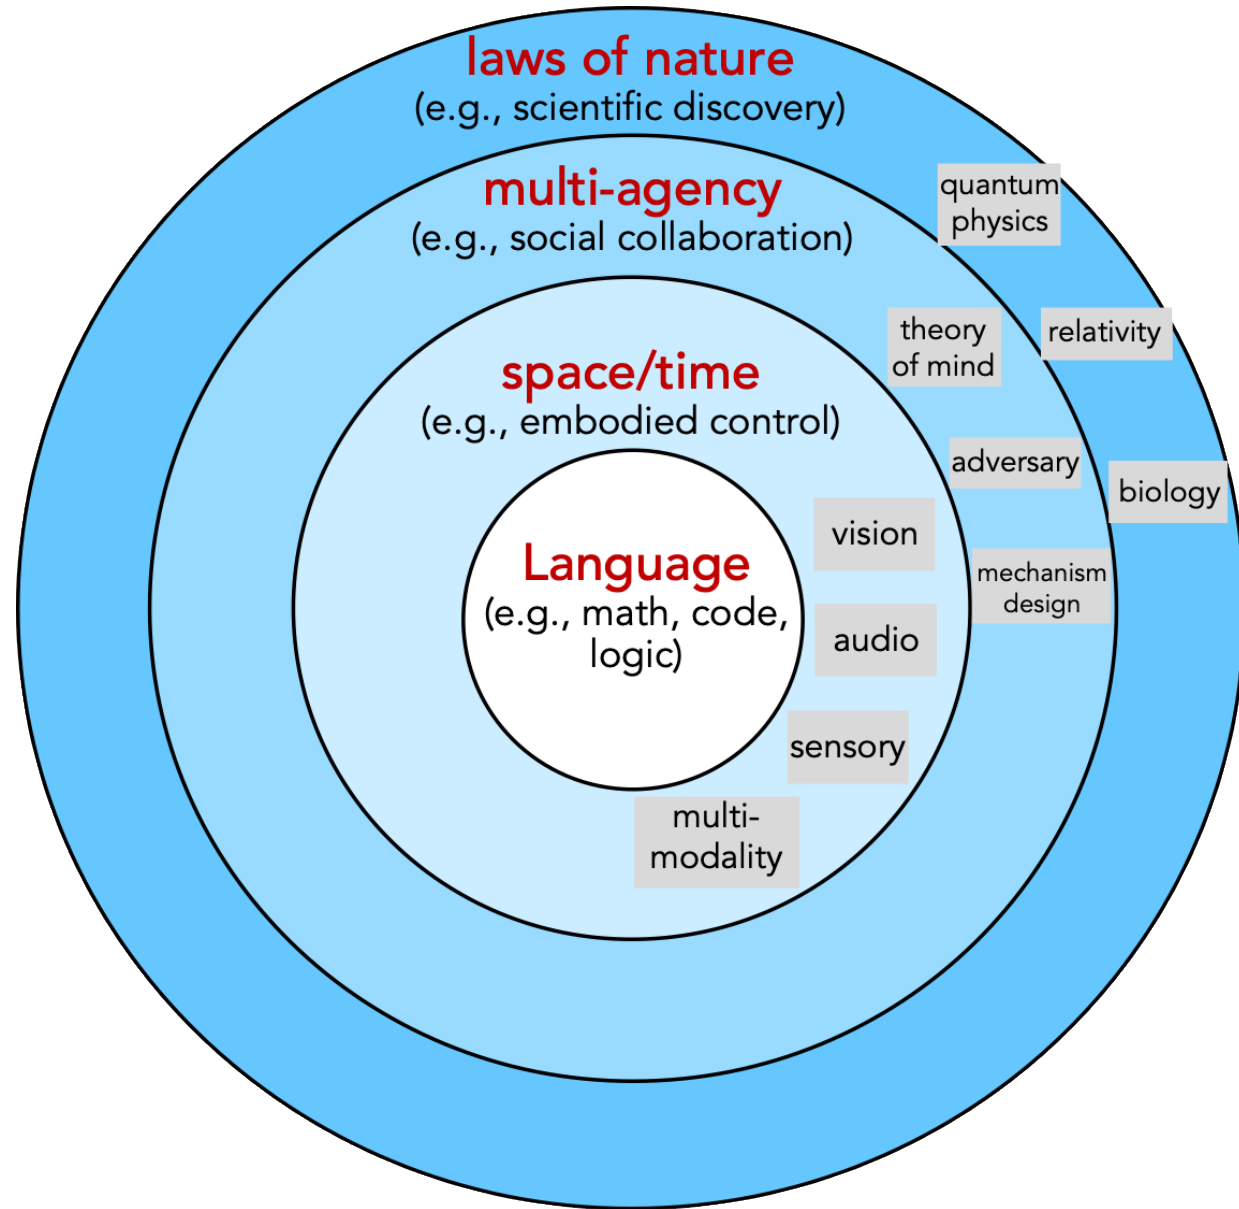 laws of nature
(e.g., scientific discovery)
multi-agency
(e.g., social collaboration)
quantum
physics
theory
of mind
relativity
space/time
(e.g., embodied control)
adversary
biology
vision
Language
(e.g., math, code,
logic)
mechanism
design
audio
sensory
multi-
modality